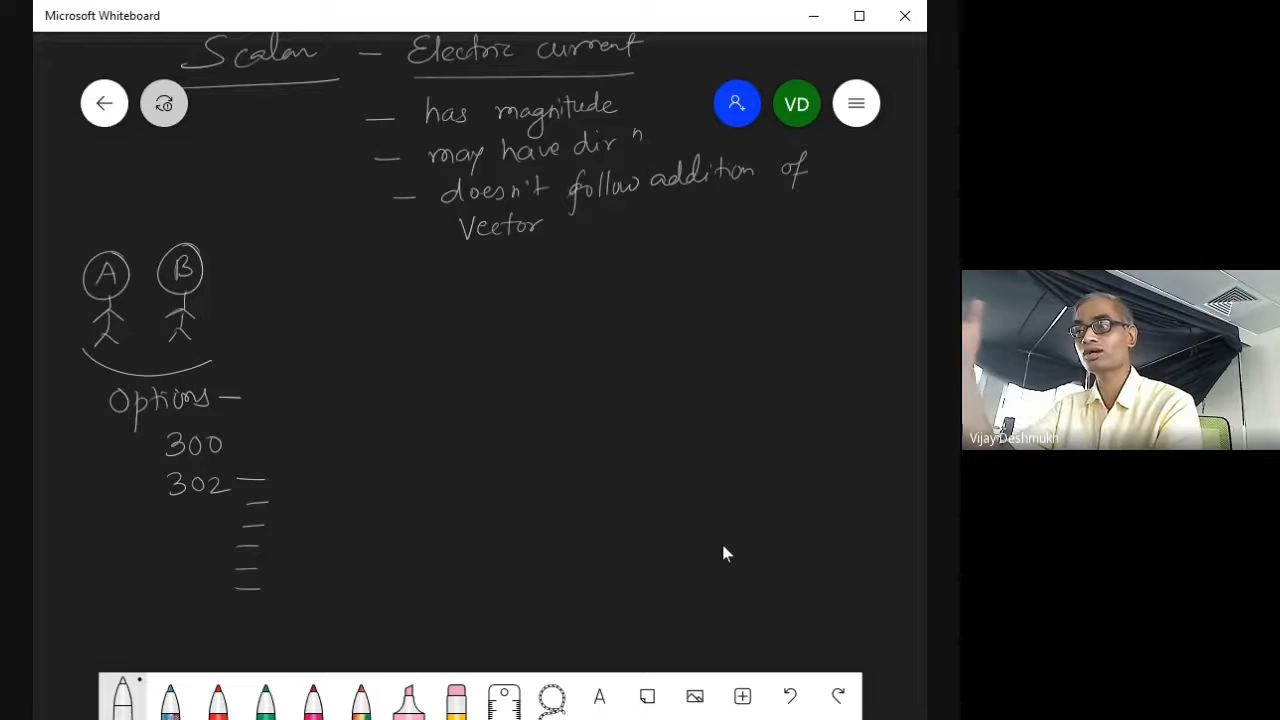 Microsoft Whiteboard
Scalar — Electric current
— has magnitude
— may have dirⁿ
— doesn't follow addition of
Vector
VD
A B
Options —
300
302 —
Vijay Deshmukh
A